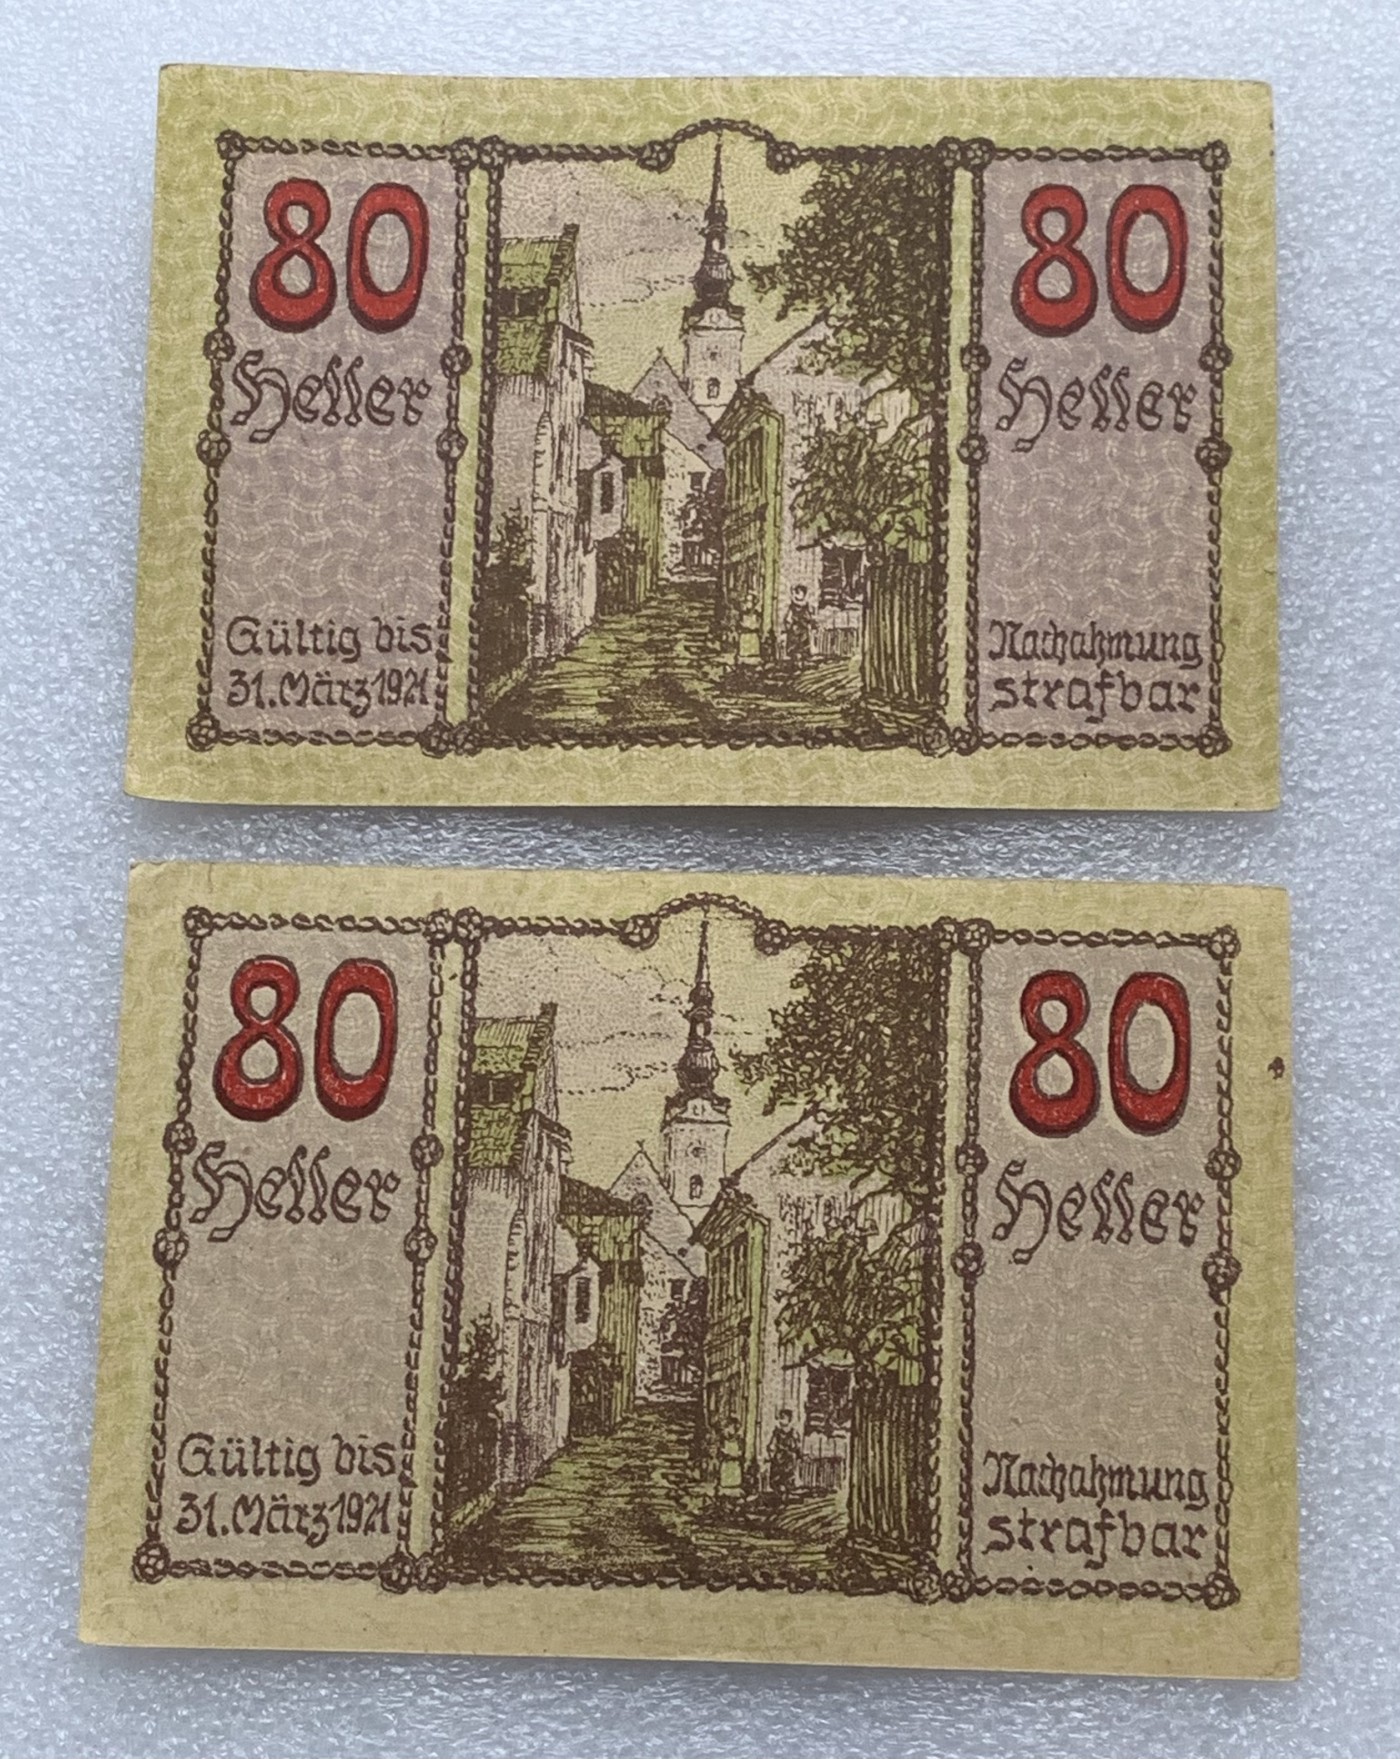 80
Heller
Gültig bis
31. März 1921
80
Heller
Nachahmung
strafbar
80
Heller
Gültig bis
31. März 1921
80
Heller
Nachahmung
strafbar